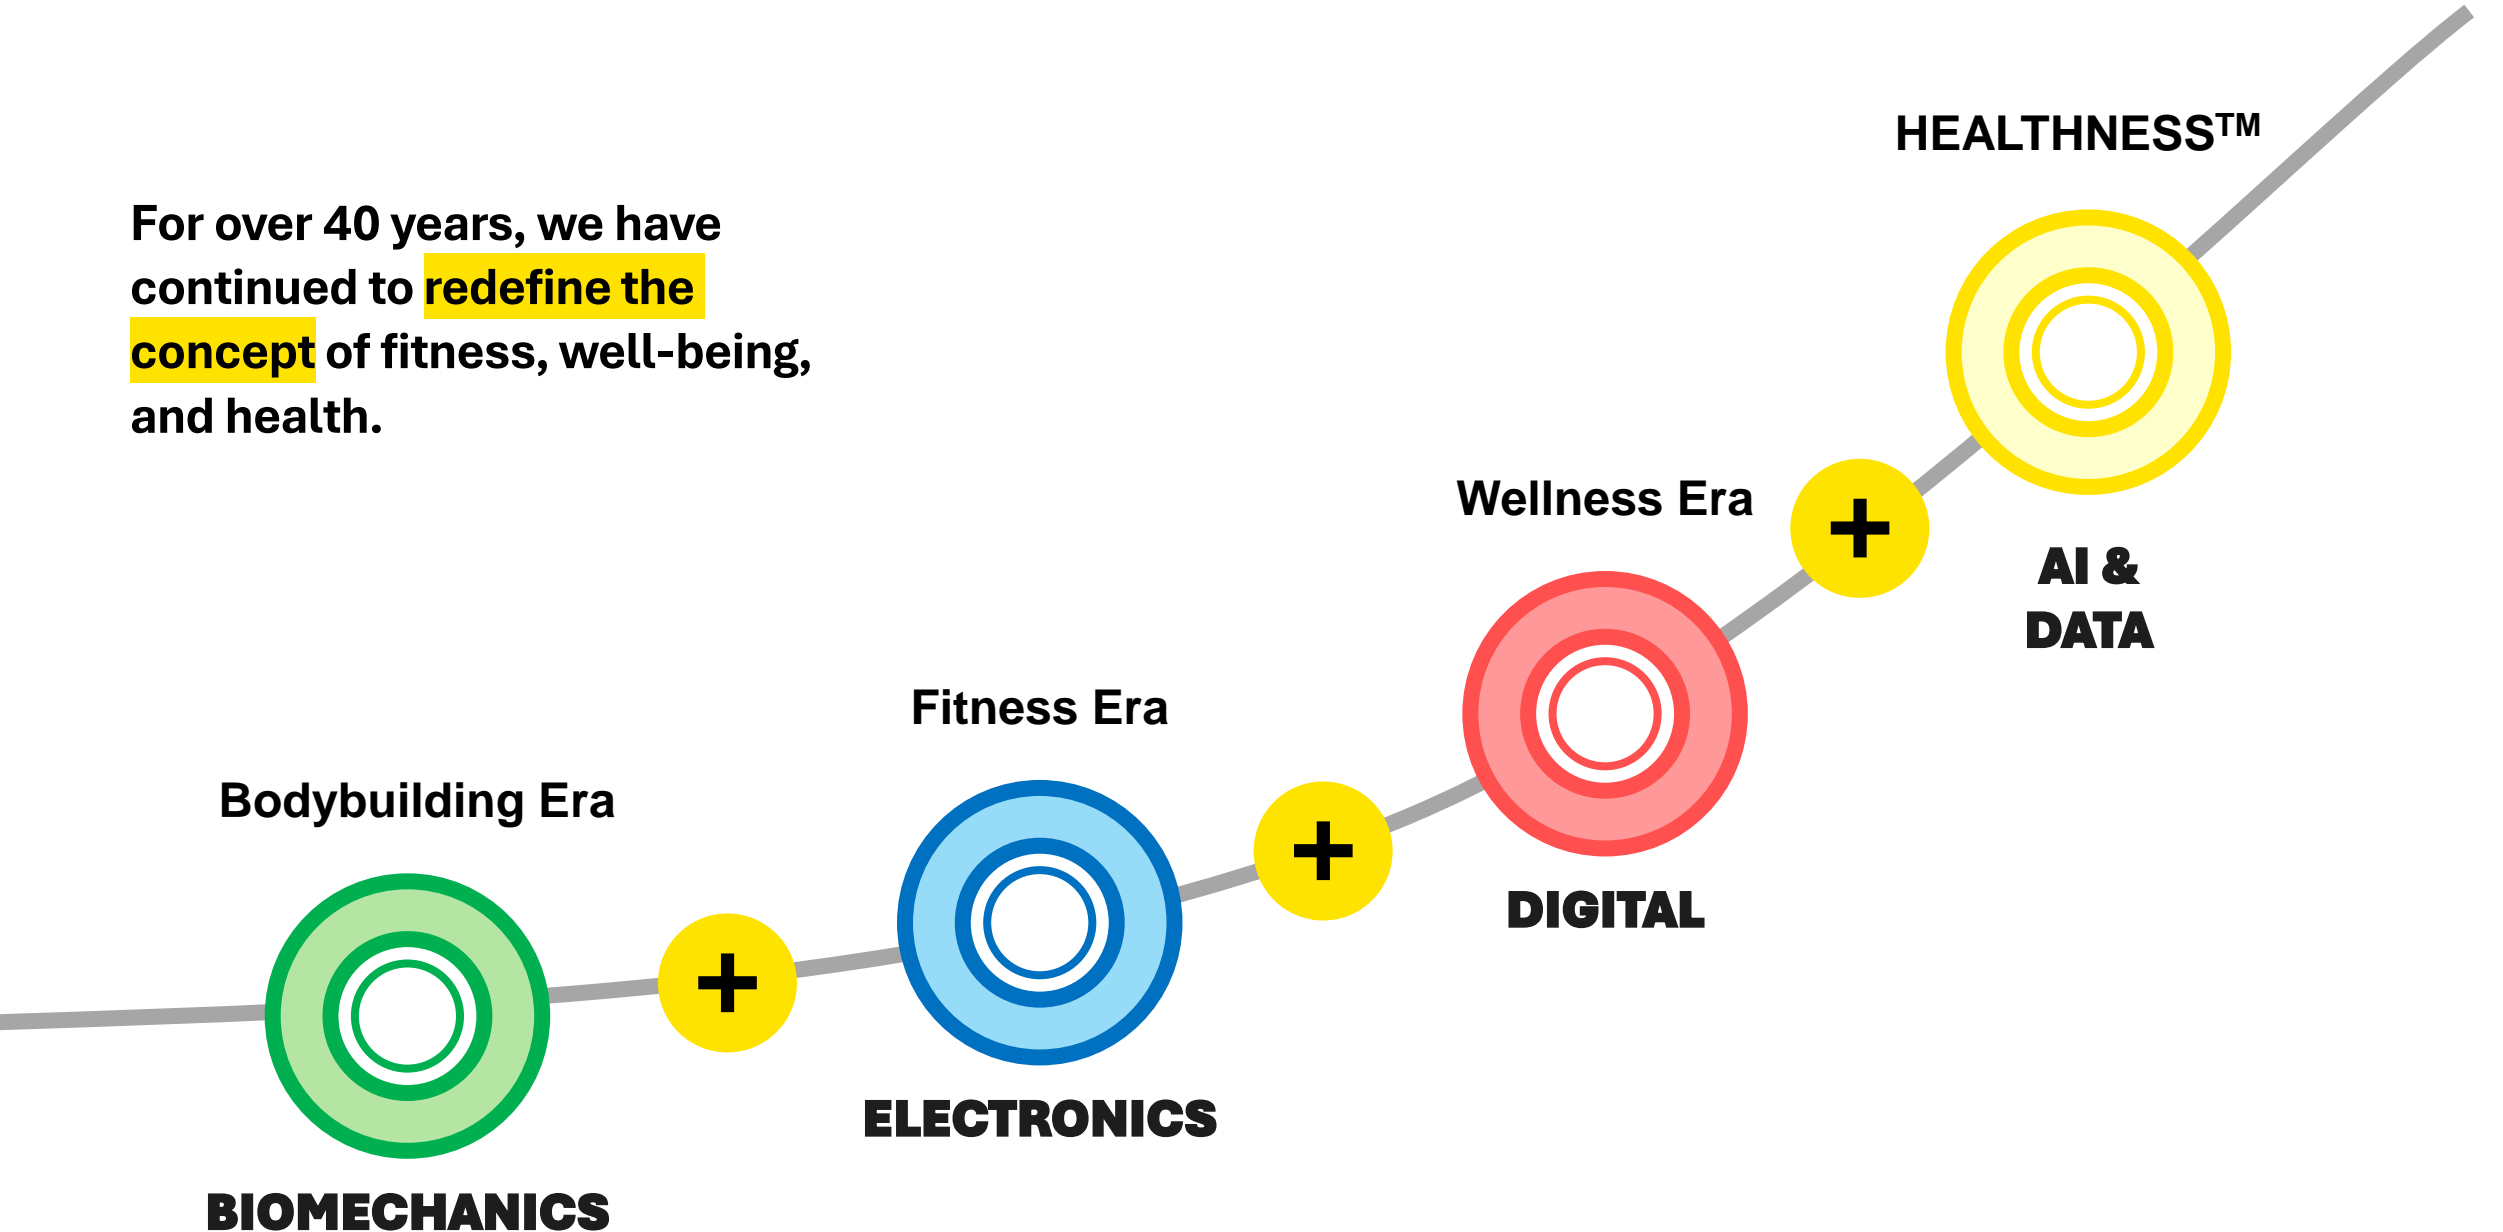 HEALTHNESS™
For over 40 years, we have
continued to redefine the
concept of fitness, well-being,
and health.
Wellness Era
+
AI &
DATA
Fitness Era
Bodybuilding Era
+
DIGITAL
+
ELECTRONICS
BIOMECHANICS